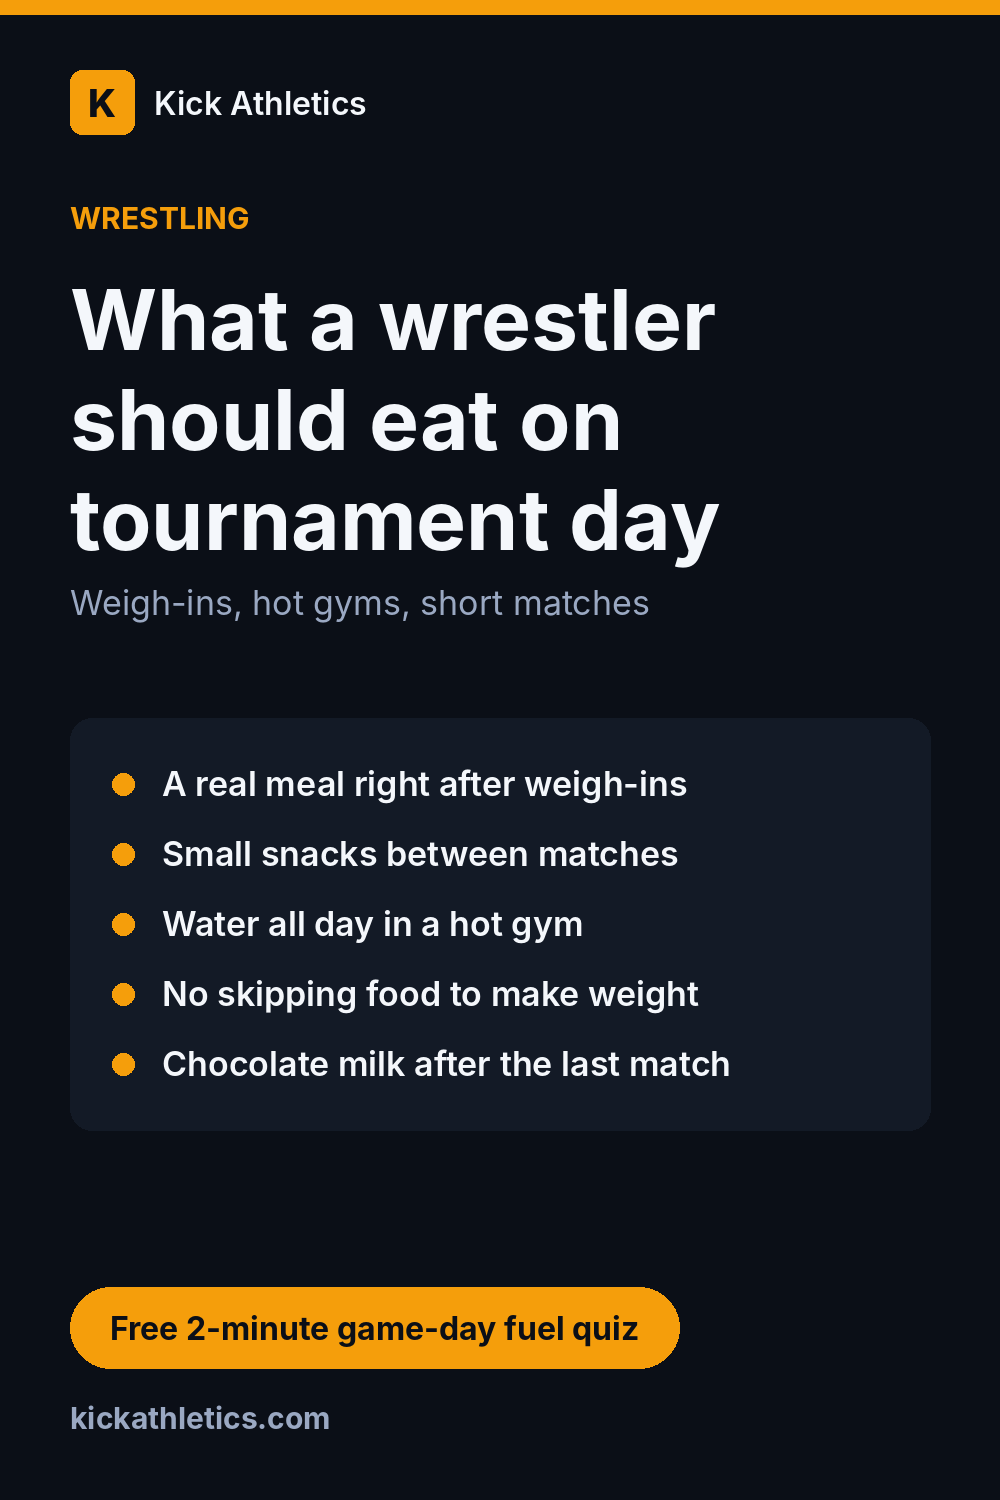 K
Kick Athletics
WRESTLING
What a wrestler
should eat on
tournament day
Weigh-ins, hot gyms, short matches
A real meal right after weigh-ins
Small snacks between matches
Water all day in a hot gym
No skipping food to make weight
Chocolate milk after the last match
Free 2-minute game-day fuel quiz
kickathletics.com